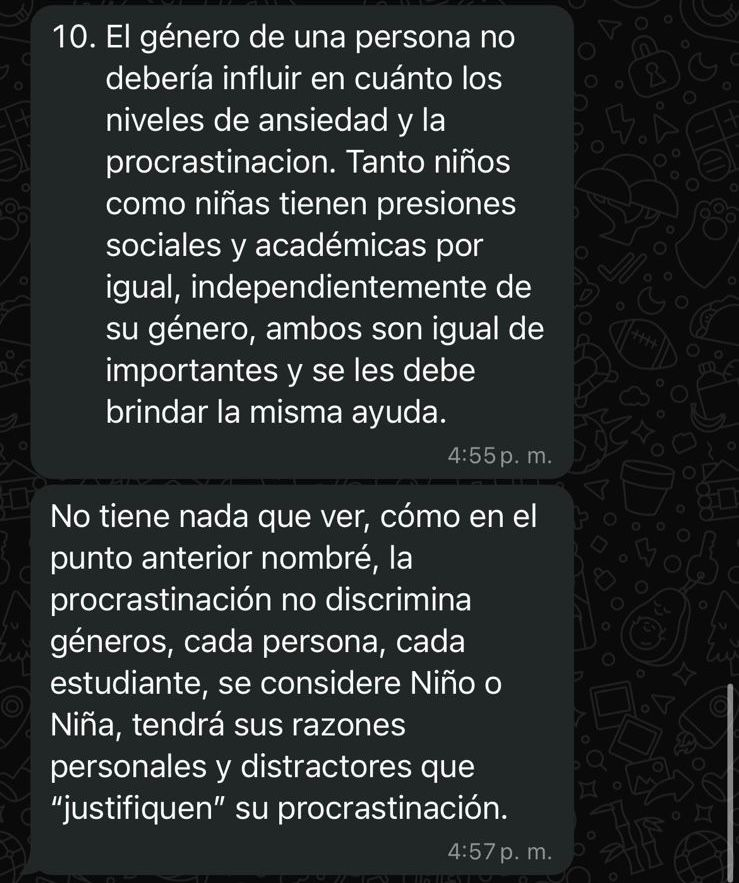 10. El género de una persona no
debería influir en cuánto los
niveles de ansiedad y la
procrastinacion. Tanto niños
como niñas tienen presiones
sociales y académicas por
igual, independientemente de
su género, ambos son igual de
importantes y se les debe
brindar la misma ayuda.
4:55 p. m.
No tiene nada que ver, cómo en el
punto anterior nombré, la
procrastinación no discrimina
géneros, cada persona, cada
estudiante, se considere Niño o
Niña, tendrá sus razones
personales y distractores que
“justifiquen” su procrastinación.
4:57 p. m.